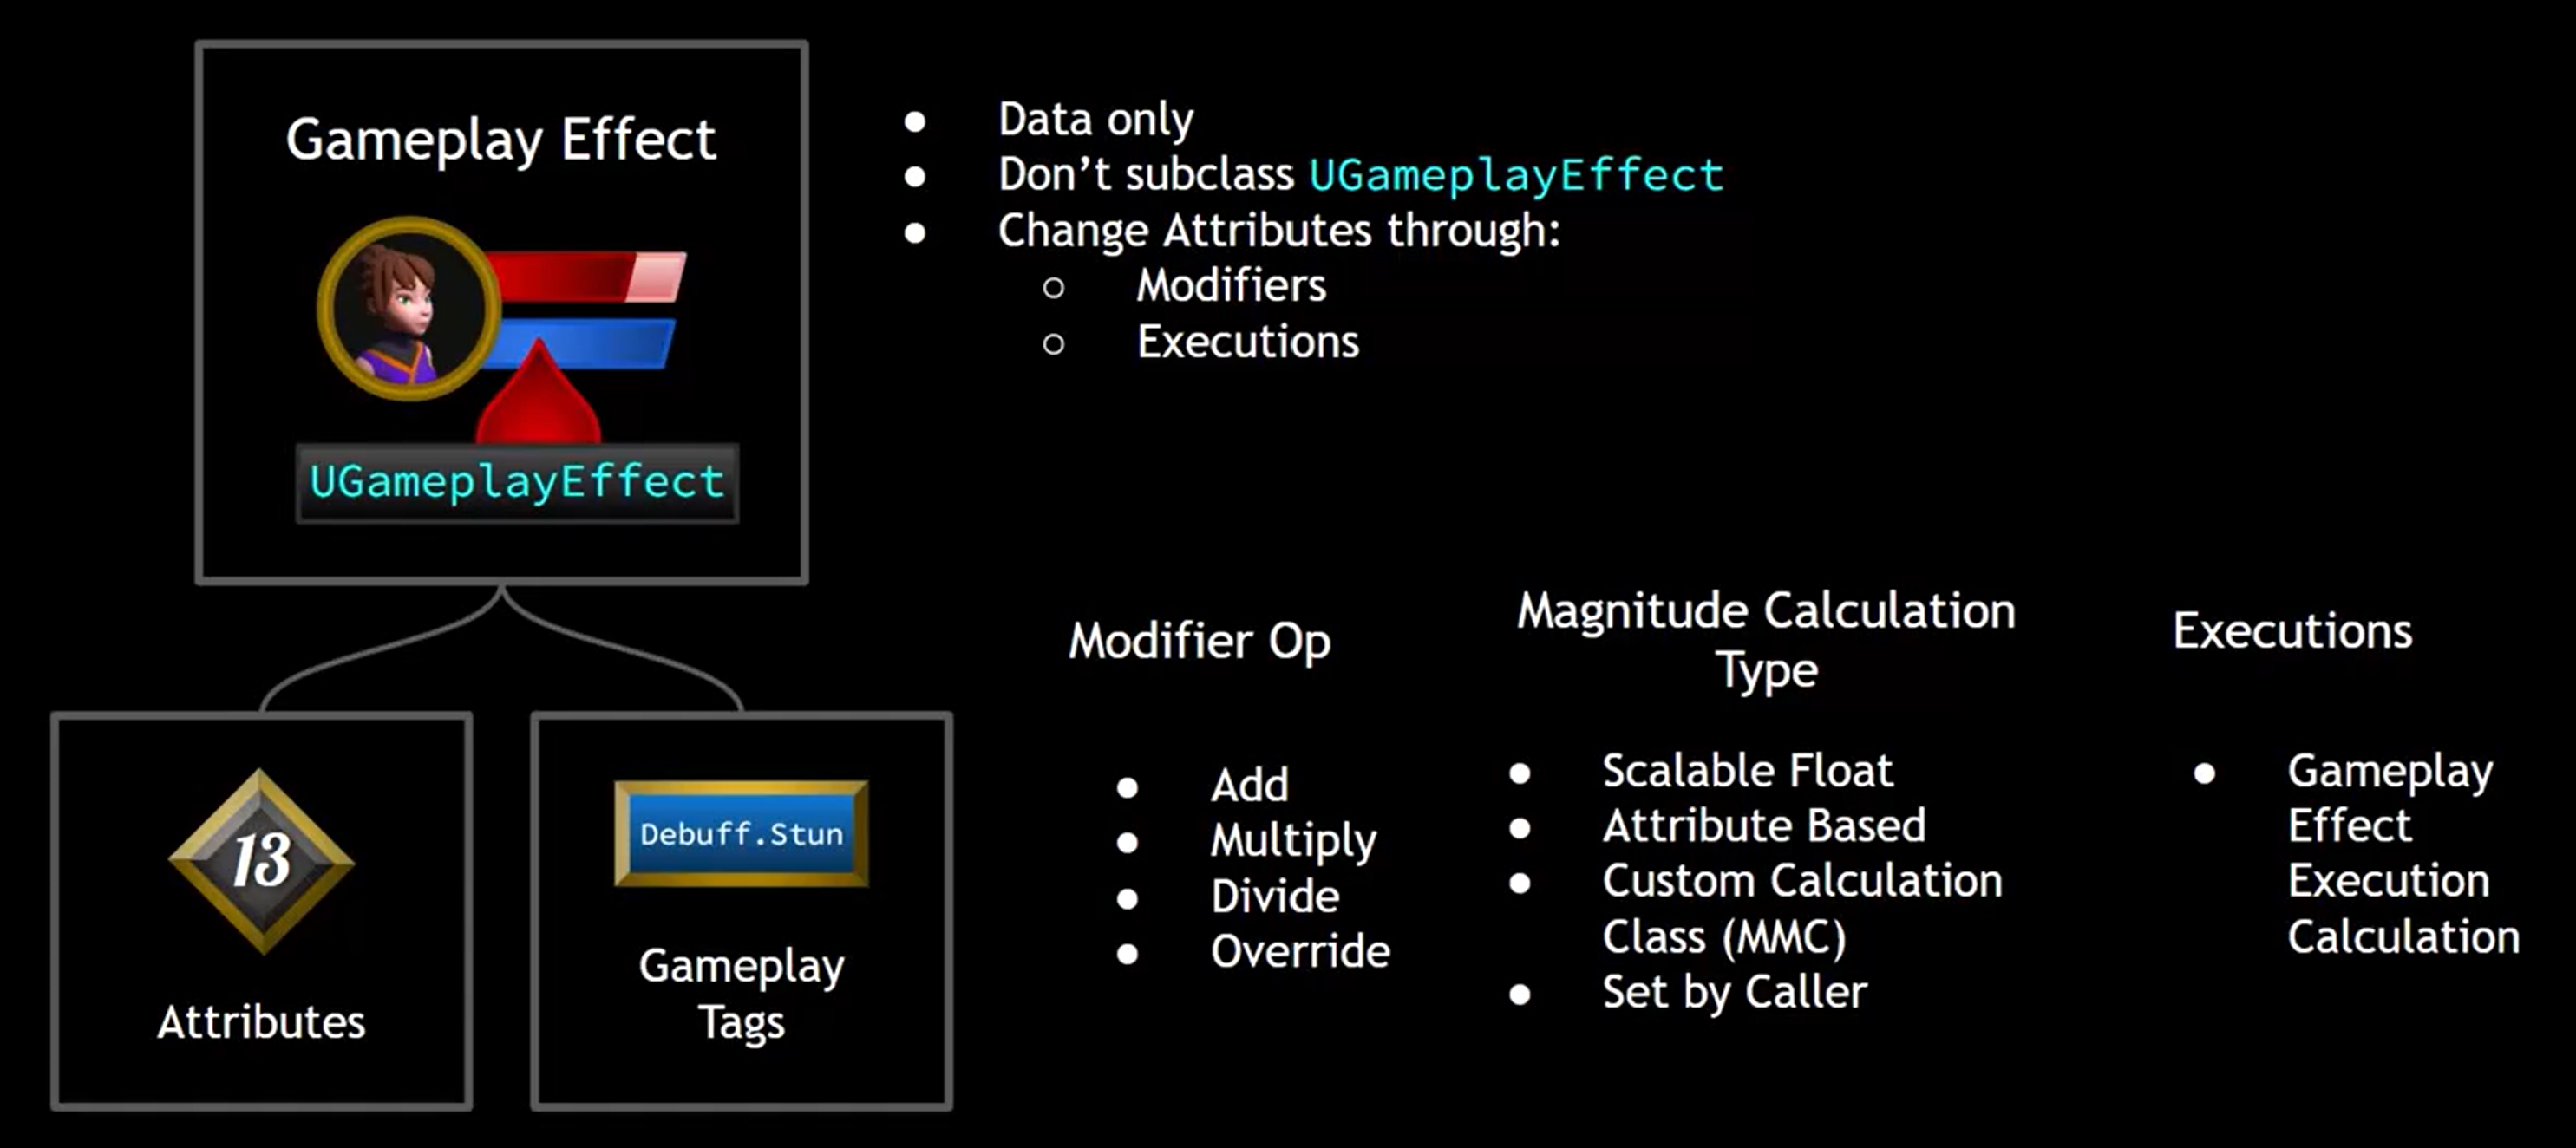 Gameplay Effect
UGameplayEffect
Attributes
13
Debuff.Stun
Gameplay
Tags
Data only
Don’t subclass UGameplayEffect
Change Attributes through:
Modifiers
Executions
Modifier Op
Add
Multiply
Divide
Override
Magnitude Calculation
Type
Scalable Float
Attribute Based
Custom Calculation
Class (MMC)
Set by Caller
Executions
Gameplay
Effect
Execution
Calculation